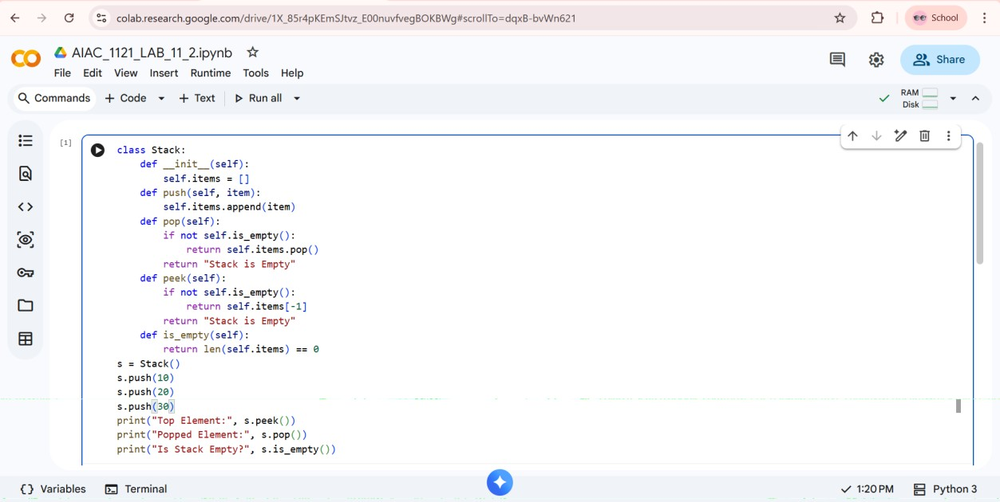 colab.research.google.com/drive/1X_85r4pKEmSJtvz_E00nuvfvegBOKBWg#scrollTo=dqxB-bvWn621
School
CO
AIAC_1121_LAB_11_2.ipynb
File Edit View Insert Runtime Tools Help
Share
Commands + Code + Text Run all
RAM
Disk
[1]
class Stack:
    def __init__(self):
        self.items = []
    def push(self, item):
        self.items.append(item)
    def pop(self):
        if not self.is_empty():
            return self.items.pop()
        return "Stack is Empty"
    def peek(self):
        if not self.is_empty():
            return self.items[-1]
        return "Stack is Empty"
    def is_empty(self):
        return len(self.items) == 0
s = Stack()
s.push(10)
s.push(20)
s.push(30)
print("Top Element:", s.peek())
print("Popped Element:", s.pop())
print("Is Stack Empty?", s.is_empty())
{} Variables Terminal 1:20 PM Python 3